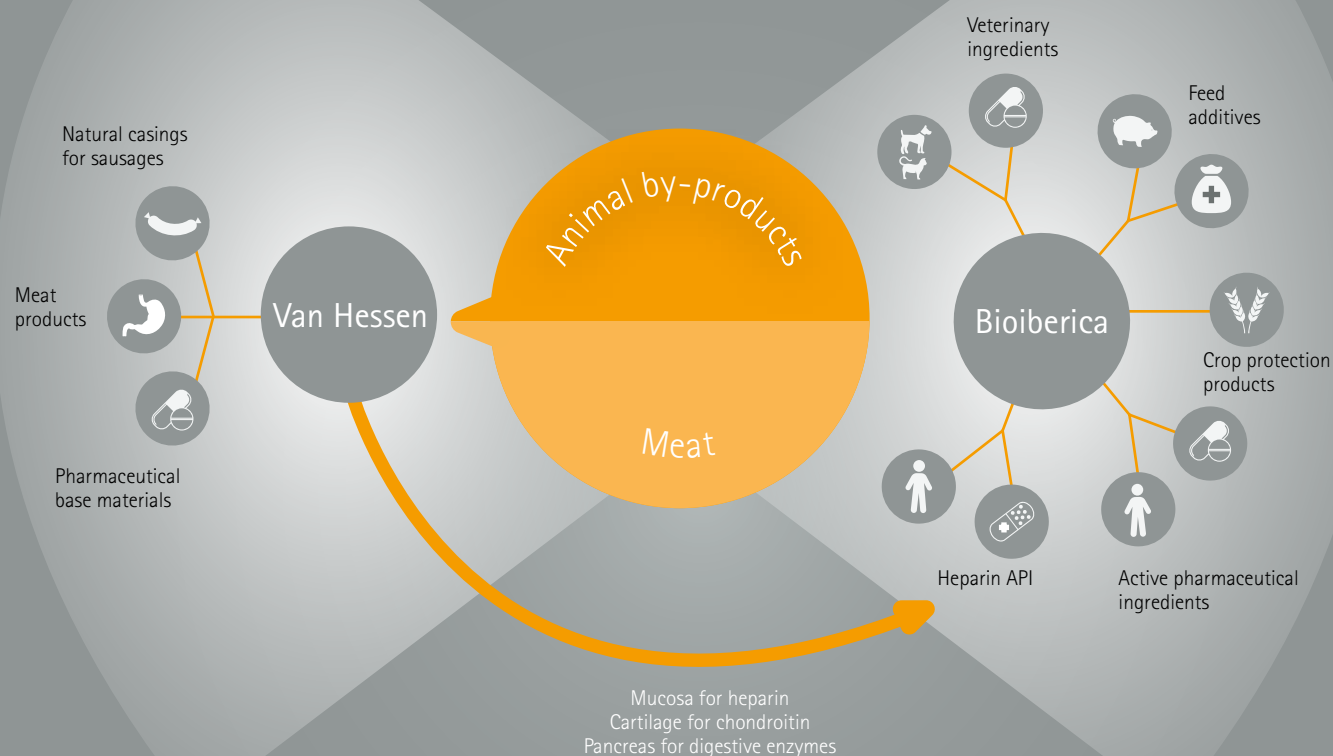 Veterinary
ingredients
Feed
additives
Natural casings
for sausages
Animal by-products
Meat
products
Van Hessen
Bioiberica
Crop protection
products
Meat
Pharmaceutical
base materials
Heparin API
Active pharmaceutical
ingredients
Mucosa for heparin
Cartilage for chondroitin
Pancreas for digestive enzymes